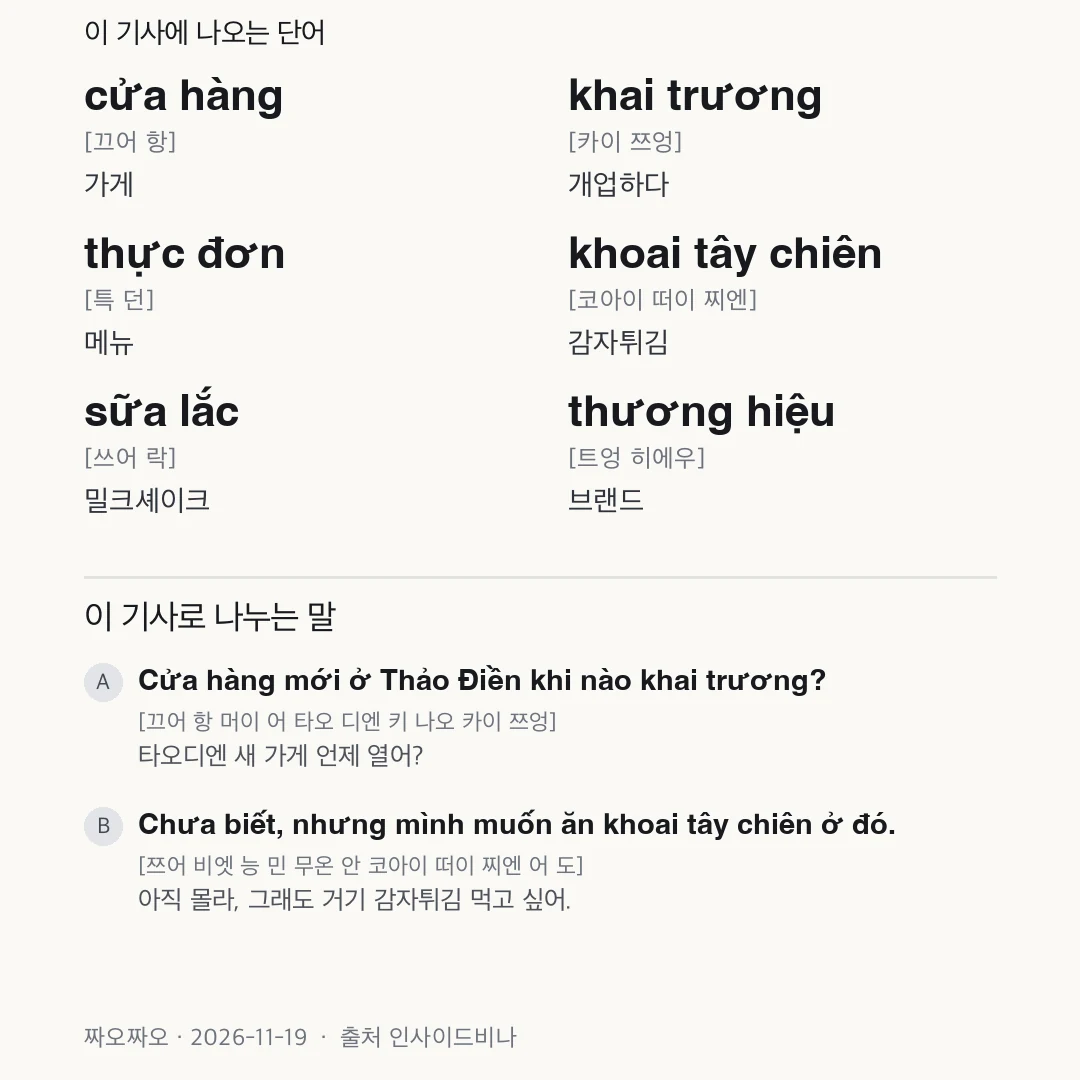 이 기사에 나오는 단어
cửa hàng
[끄어 항]
가게
khai trương
[카이 쯔엉]
개업하다
thực đơn
[특 던]
메뉴
khoai tây chiên
[코아이 떠이 찌엔]
감자튀김
sữa lắc
[쓰어 락]
밀크셰이크
thương hiệu
[트엉 히에우]
브랜드
이 기사로 나누는 말
A Cửa hàng mới ở Thảo Điền khi nào khai trương?
[끄어 항 머이 어 타오 디엔 키 나오 카이 쯔엉]
타오디엔 새 가게 언제 열어?
B Chưa biết, nhưng mình muốn ăn khoai tây chiên ở đó.
[쯔어 비엣 능 민 무온 안 코아이 떠이 찌엔 어 도]
아직 몰라, 그래도 거기 감자튀김 먹고 싶어.
짜오짜오 · 2026-11-19 · 출처 인사이드비나